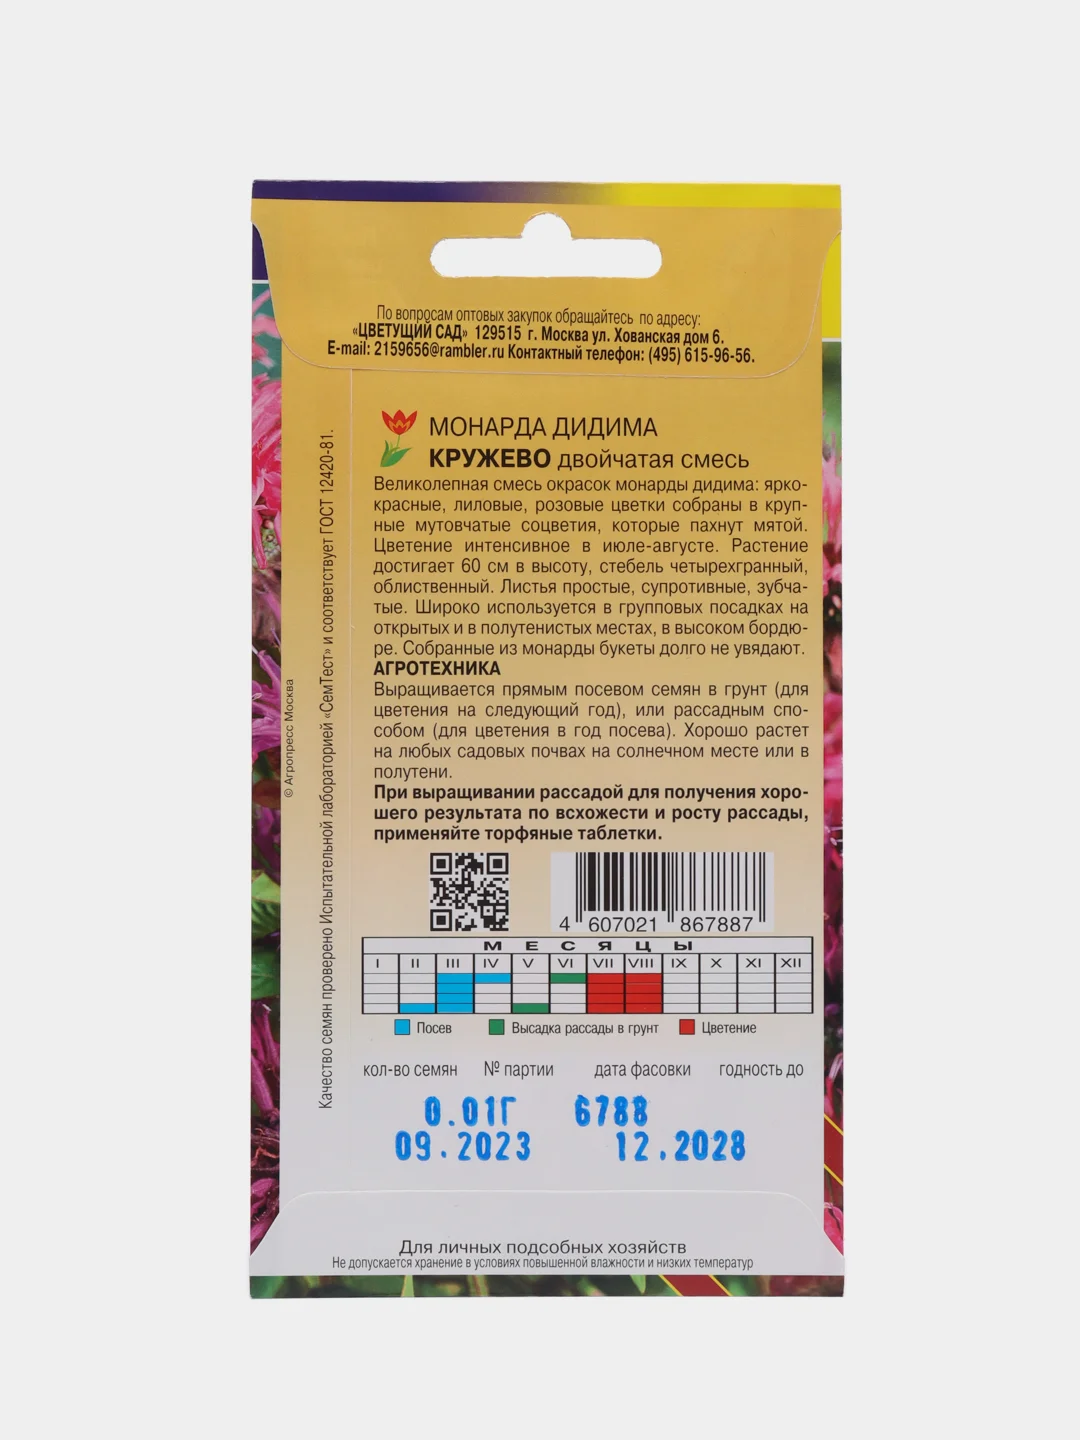 По вопросам оптовых закупок обращайтесь по адресу:
«ЦВЕТУЩИЙ САД» 129515 г. Москва ул. Хованская дом 6.
E-mail: 2159656@rambler.ru Контактный телефон: (495) 615-96-56.
МОНАРДА ДИДИМА
КРУЖЕВО двойчатая смесь
Великолепная смесь окрасок монарды дидима: ярко-
красные, лиловые, розовые цветки собраны в круп-
ные мутовчатые соцветия, которые пахнут мятой.
Цветение интенсивное в июле-августе. Растение
достигает 60 см в высоту, стебель четырехгранный,
облиственный. Листья простые, супротивные, зубча-
тые. Широко используется в групповых посадках на
открытых и в полутенистых местах, в высоком бордю-
ре. Собранные из монарды букеты долго не увядают.
АГРОТЕХНИКА
Выращивается прямым посевом семян в грунт (для
цветения на следующий год), или рассадным спо-
собом (для цветения в год посева). Хорошо растет
на любых садовых почвах на солнечном месте или в
полутени.
При выращивании рассадой для получения хоро-
шего результата по всхожести и росту рассады,
применяйте торфяные таблетки.
4 607021 867887
МЕСЯЦЫ
I II III IV V VI VII VIII IX X XI XII
Посев Высадка рассады в грунт Цветение
кол-во семян № партии дата фасовки годность до
0.01Г 6788
09.2023 12.2028
Для личных подсобных хозяйств
Не допускается хранение в условиях повышенной влажности и низких температур
© Агропресс Москва
Качество семян проверено Испытательной лабораторией «СемТест» и соответствует ГОСТ 12420-81.